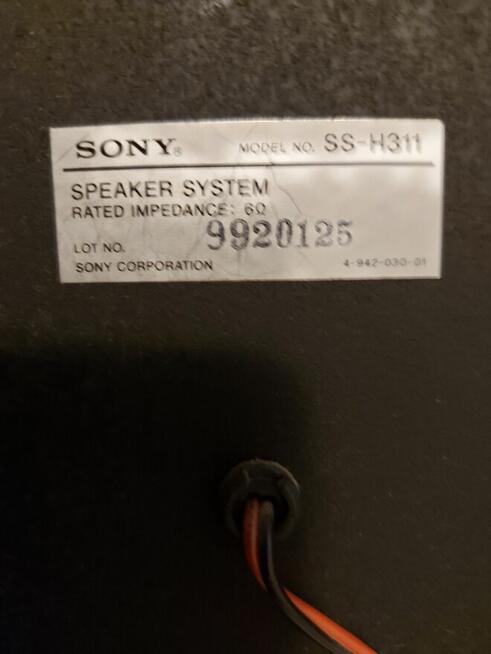 SONY® MODEL NO. SS-H311
SPEAKER SYSTEM
RATED IMPEDANCE: 6Ω
LOT NO. 9920125
SONY CORPORATION 4-942-030-01